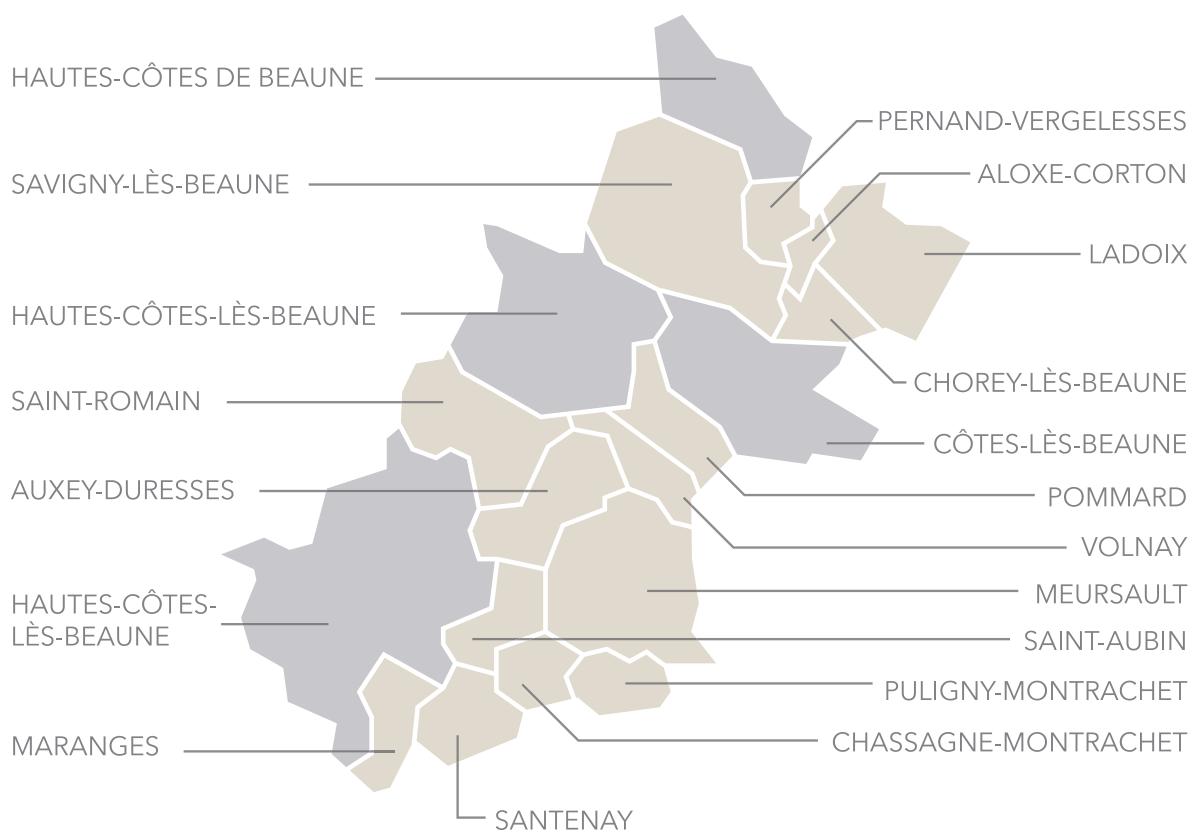 HAUTES-CÔTES DE BEAUNE
PERNAND-VERGELESSES
ALOXE-CORTON
SAVIGNY-LÈS-BEAUNE
LADOIX
HAUTES-CÔTES-LÈS-BEAUNE
CHOREY-LÈS-BEAUNE
SAINT-ROMAIN
CÔTES-LÈS-BEAUNE
AUXEY-DURESSES
POMMARD
VOLNAY
MEURSAULT
HAUTES-CÔTES-
LÈS-BEAUNE
SAINT-AUBIN
PULIGNY-MONTRACHET
CHASSAGNE-MONTRACHET
MARANGES
SANTENAY